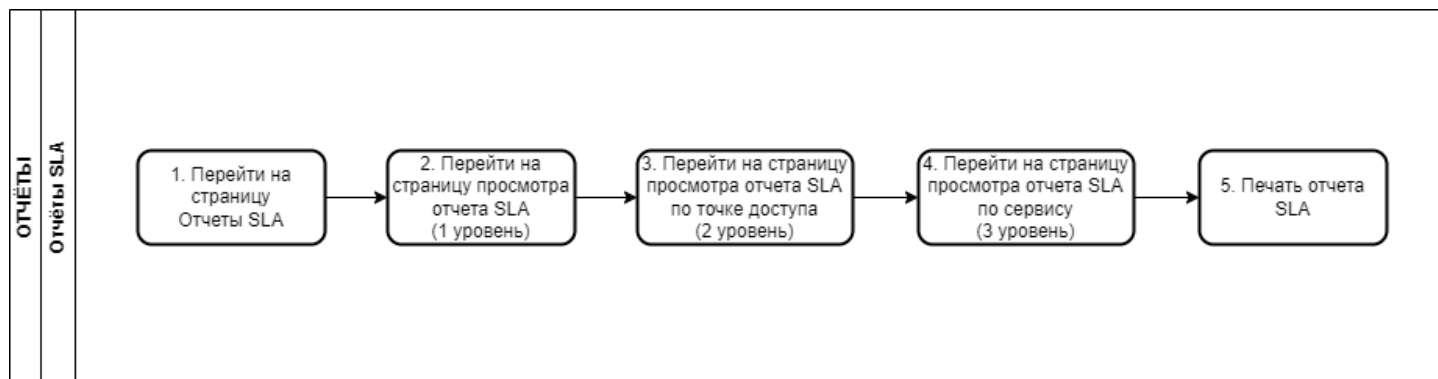 ОТЧЁТЫ
Отчёты SLA
1. Перейти на
страницу
Отчеты SLA
2. Перейти на
страницу просмотра
отчета SLA
(1 уровень)
3. Перейти на страницу
просмотра отчета SLA
по точке доступа
(2 уровень)
4. Перейти на страницу
просмотра отчета SLA
по сервису
(3 уровень)
5. Печать отчета
SLA